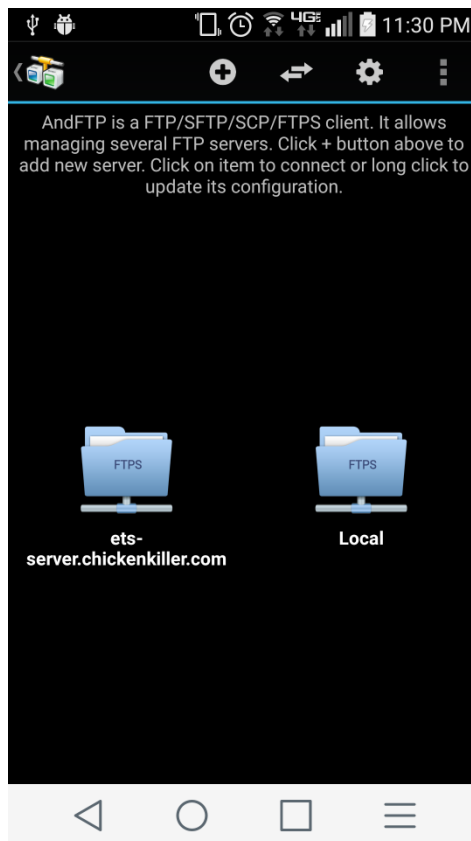 4GE 11:30 PM
AndFTP is a FTP/SFTP/SCP/FTPS client. It allows
managing several FTP servers. Click + button above to
add new server. Click on item to connect or long click to
update its configuration.
FTPS FTPS
ets-
server.chickenkiller.com
Local